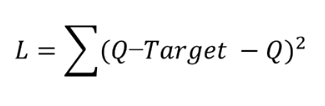 L = ∑(Q−Target − Q)²